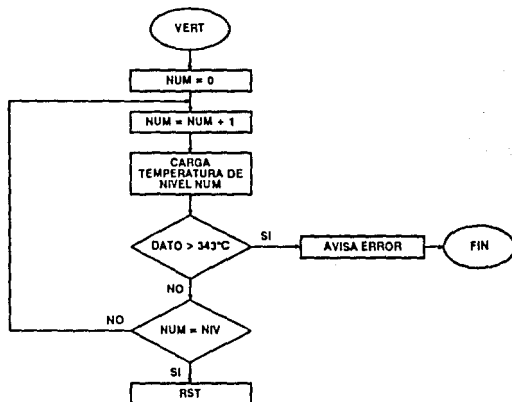 VERT
NUM = 0
NUM = NUM + 1
CARGA
TEMPERATURA DE
NIVEL NUM
DATO > 343°C
SI
AVISA ERROR
FIN
NO
NUM = NIV
NO
SI
RST